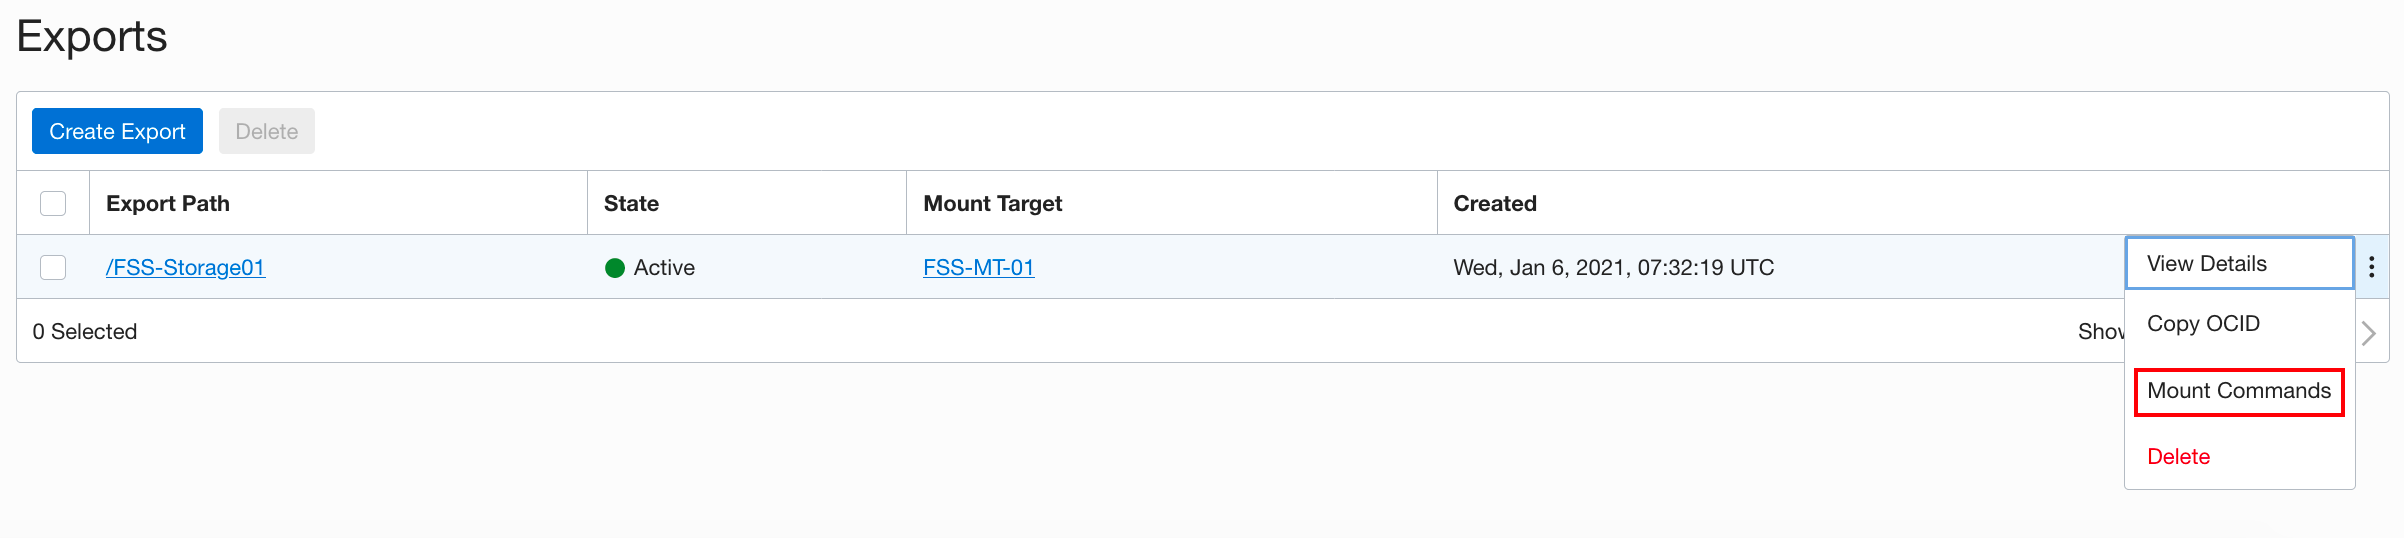 Exports
Create Export Delete
Export Path State Mount Target Created
/FSS-Storage01 Active FSS-MT-01 Wed, Jan 6, 2021, 07:32:19 UTC
View Details
0 Selected
Copy OCID
Mount Commands
Delete